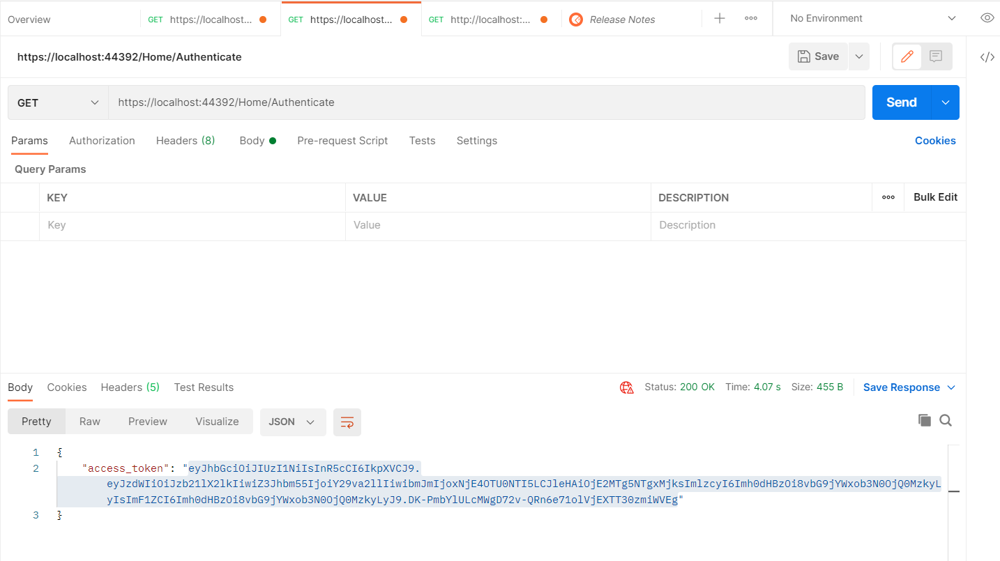 Overview GET https://localhost... GET https://localhost... GET http://localhost:... Release Notes No Environment
https://localhost:44392/Home/Authenticate Save
GET https://localhost:44392/Home/Authenticate Send
Params Authorization Headers (8) Body Pre-request Script Tests Settings Cookies
Query Params
KEY VALUE DESCRIPTION Bulk Edit
Key Value Description
Body Cookies Headers (5) Test Results Status: 200 OK Time: 4.07 s Size: 455 B Save Response
Pretty Raw Preview Visualize JSON
1 {
2 "access_token": "eyJhbGciOiJIUzI1NiIsInR5cCI6IkpXVCJ9.
eyJzdWIiOiJzb21lX2lkIiwiZ3Jhbm55IjoiY29va2llIiwibmJmIjoxNjE4OTU0NTI5LCJleHAiOjE2MTg5NTgxMjksImlzcyI6Imh0dHBzOi8vbG9jYWxob3N0OjQ0MzkyL
yIsImF1ZCI6Imh0dHBzOi8vbG9jYWxob3N0OjQ0MzkyLyJ9.DK-PmbYlULcMWgD72v-QRn6e71olVjEXTT30zmiWVEg"
3 }